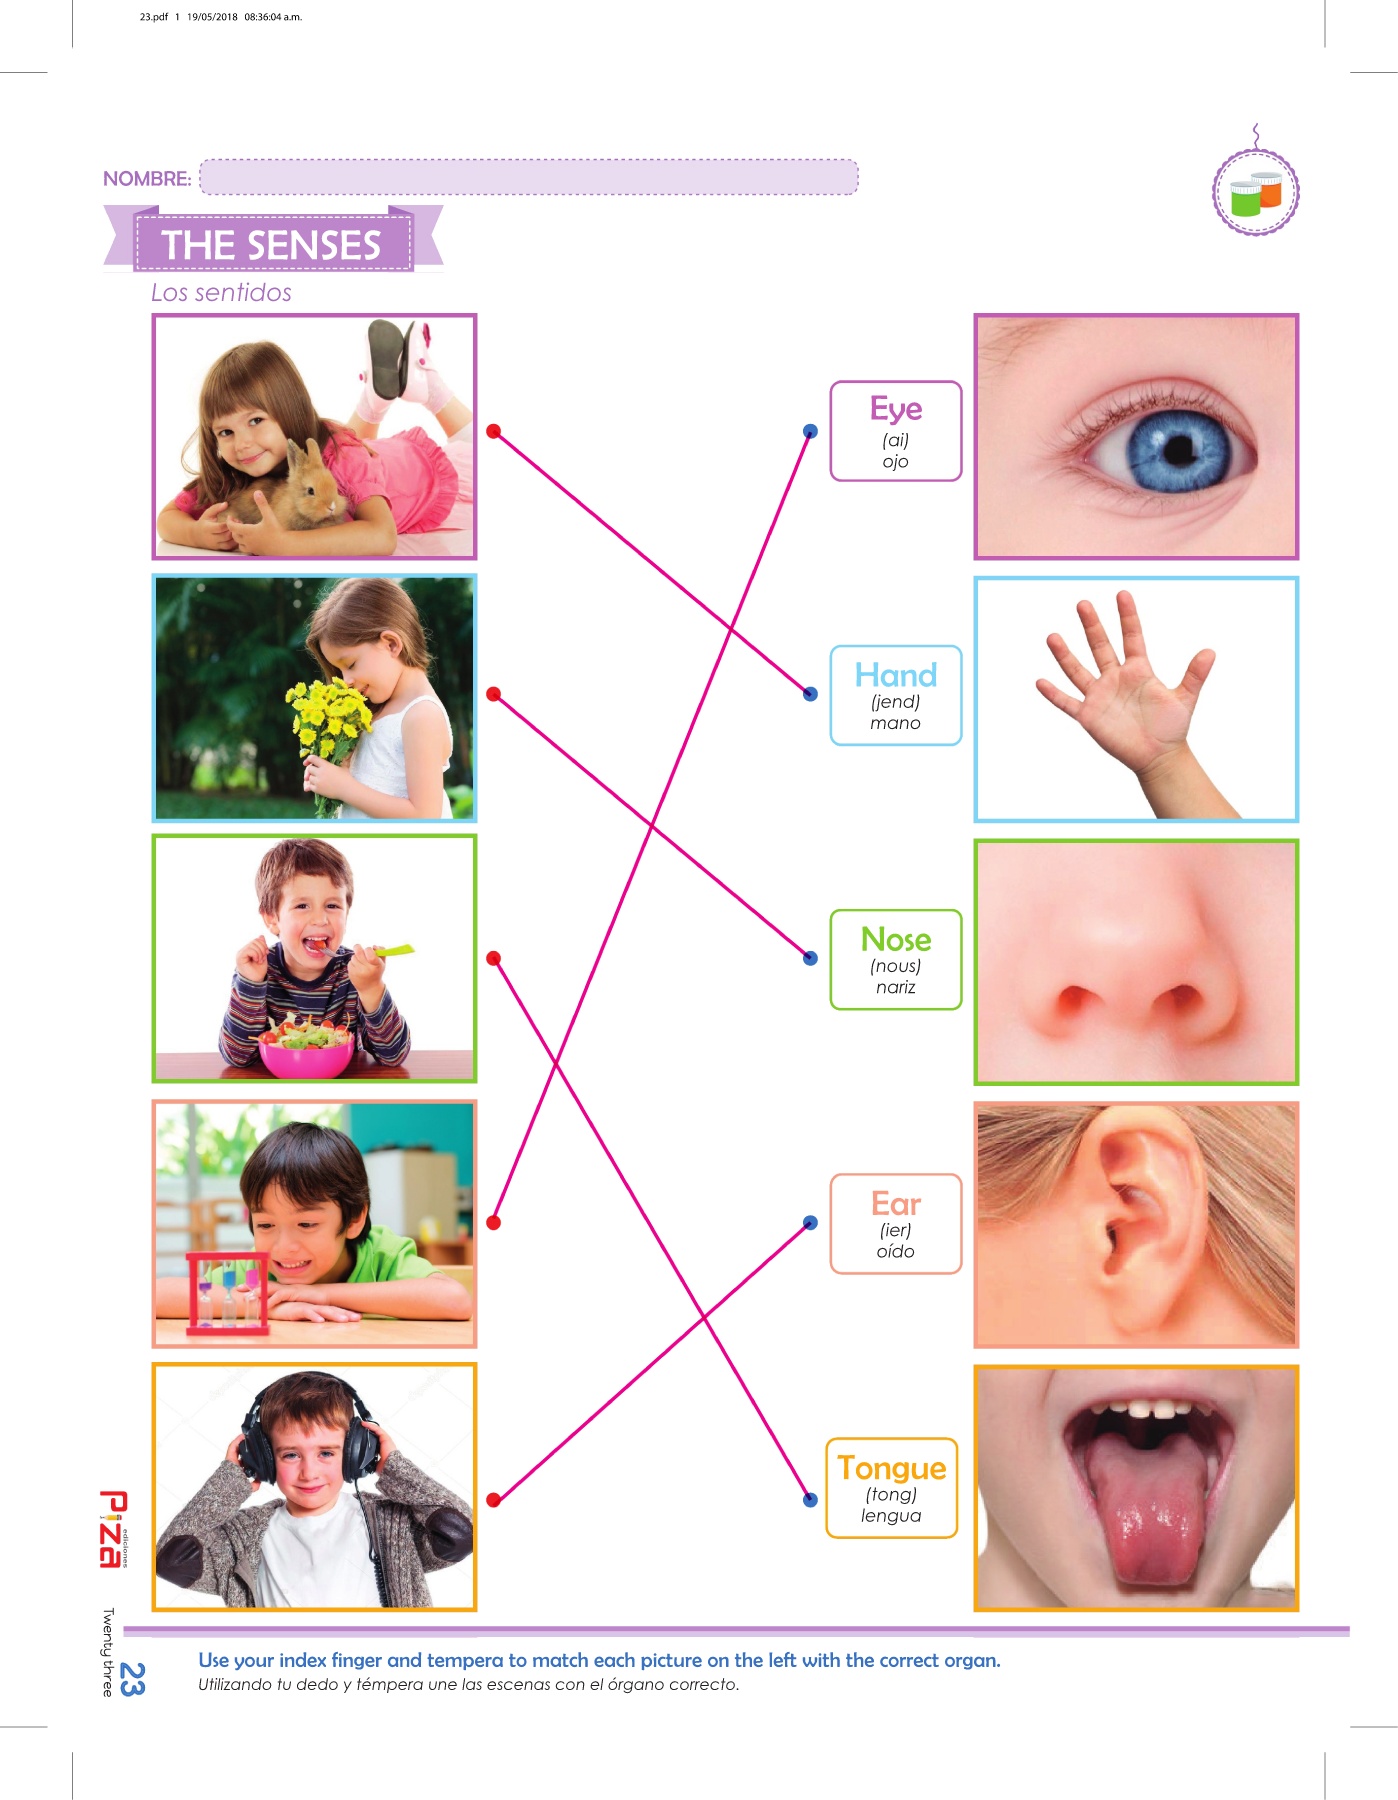 23.pdf 1 19/05/2018 08:36:04 a.m.
NOMBRE:
THE SENSES
Los sentidos
Eye
(ai)
ojo
Hand
(jend)
mano
Nose
(nous)
nariz
Ear
(ier)
oído
Tongue
(tong)
lengua
Piza
ediciones
Twenty three
23
Use your index finger and tempera to match each picture on the left with the correct organ.
Utilizando tu dedo y témpera une las escenas con el órgano correcto.